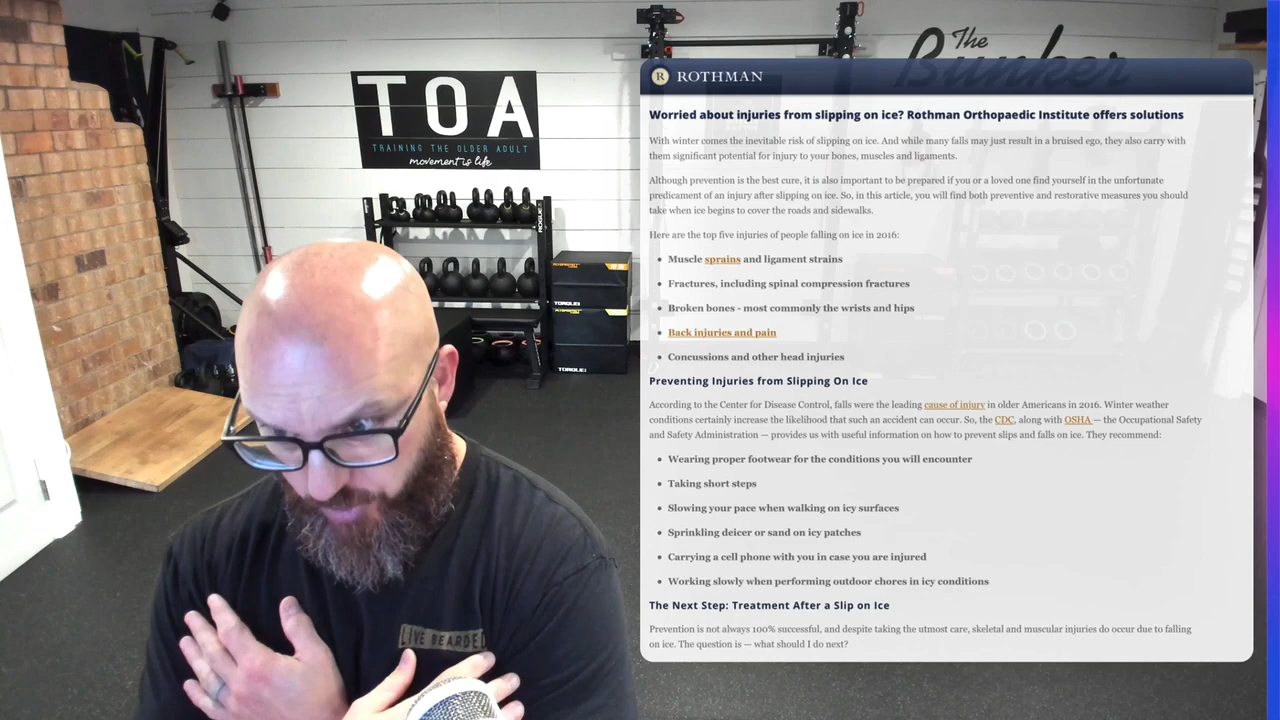 TOA
TRAINING THE OLDER ADULT
movement is life
The
Bunker
ROGUE
TORQUE
TORQUE
LIVE BEARDED
R ROTHMAN
Worried about injuries from slipping on ice? Rothman Orthopaedic Institute offers solutions
With winter comes the inevitable risk of slipping on ice. And while many falls may just result in a bruised ego, they also carry with
them significant potential for injury to your bones, muscles and ligaments.
Although prevention is the best cure, it is also important to be prepared if you or a loved one find yourself in the unfortunate
predicament of an injury after slipping on ice. So, in this article, you will find both preventive and restorative measures you should
take when ice begins to cover the roads and sidewalks.
Here are the top five injuries of people falling on ice in 2016:
• Muscle sprains and ligament strains
• Fractures, including spinal compression fractures
• Broken bones - most commonly the wrists and hips
• Back injuries and pain
• Concussions and other head injuries
Preventing Injuries from Slipping On Ice
According to the Center for Disease Control, falls were the leading cause of injury in older Americans in 2016. Winter weather
conditions certainly increase the likelihood that such an accident can occur. So, the CDC, along with OSHA — the Occupational Safety
and Safety Administration — provides us with useful information on how to prevent slips and falls on ice. They recommend:
• Wearing proper footwear for the conditions you will encounter
• Taking short steps
• Slowing your pace when walking on icy surfaces
• Sprinkling deicer or sand on icy patches
• Carrying a cell phone with you in case you are injured
• Working slowly when performing outdoor chores in icy conditions
The Next Step: Treatment After a Slip on Ice
Prevention is not always 100% successful, and despite taking the utmost care, skeletal and muscular injuries do occur due to falling
on ice. The question is — what should I do next?